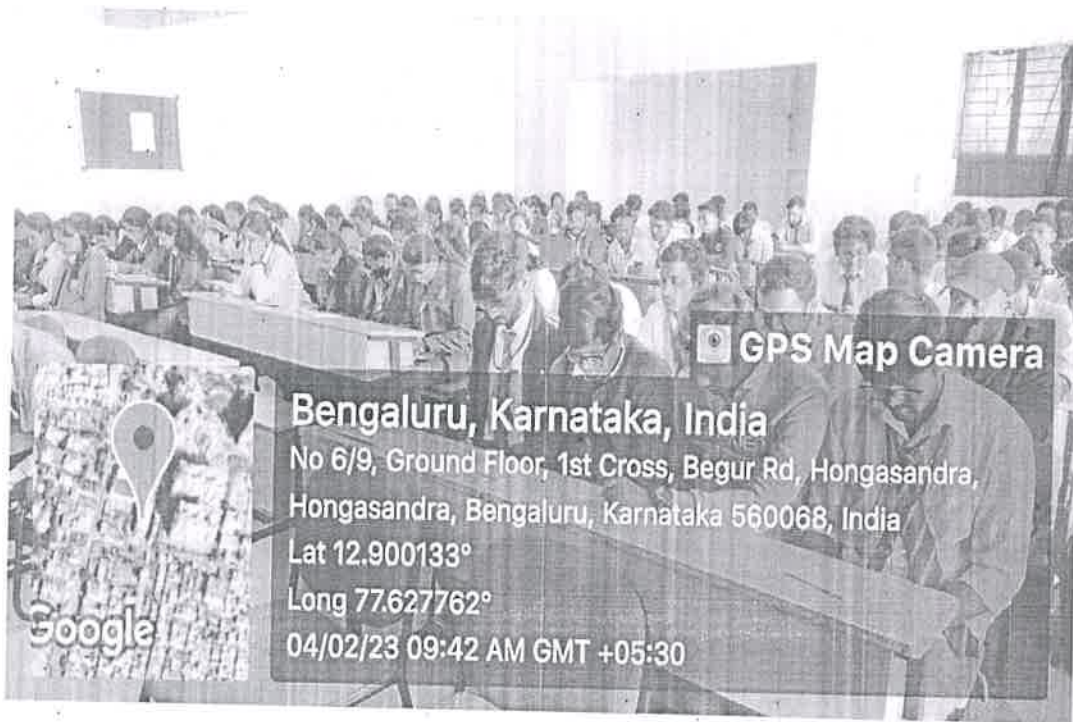 GPS Map Camera
Bengaluru, Karnataka, India
No 6/9, Ground Floor, 1st Cross, Begur Rd, Hongasandra,
Hongasandra, Bengaluru, Karnataka 560068, India
Lat 12.900133°
Long 77.627762°
04/02/23 09:42 AM GMT +05:30
Google